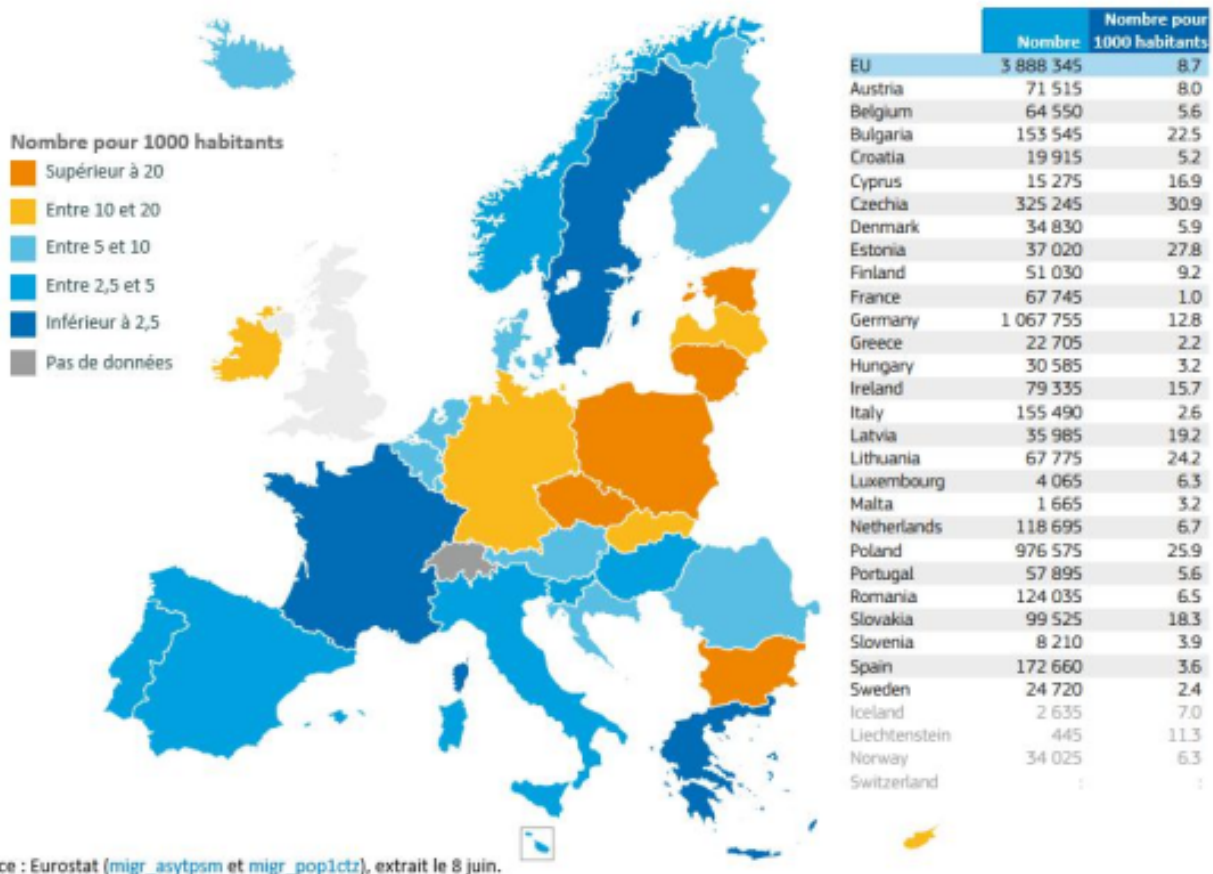 Nombre pour 1000 habitants
Supérieur à 20
Entre 10 et 20
Entre 5 et 10
Entre 2,5 et 5
Inférieur à 2,5
Pas de données
Nombre pour
Nombre 1000 habitants
EU 3 888 345 8.7
Austria 71 515 8.0
Belgium 64 550 5.6
Bulgaria 153 545 22.5
Croatia 19 915 5.2
Cyprus 15 275 16.9
Czechia 325 245 30.9
Denmark 34 830 5.9
Estonia 37 020 27.8
Finland 51 030 9.2
France 67 745 1.0
Germany 1 067 755 12.8
Greece 22 705 2.2
Hungary 30 585 3.2
Ireland 79 335 15.7
Italy 155 490 2.6
Latvia 35 985 19.2
Lithuania 67 775 24.2
Luxembourg 4 065 6.3
Malta 1 665 3.2
Netherlands 118 695 6.7
Poland 976 575 25.9
Portugal 57 895 5.6
Romania 124 035 6.5
Slovakia 99 525 18.3
Slovenia 8 210 3.9
Spain 172 660 3.6
Sweden 24 720 2.4
Iceland 2 635 7.0
Liechtenstein 445 11.3
Norway 34 025 6.3
Switzerland : :
ce : Eurostat (migr_asytpsm et migr_pop1ctz), extrait le 8 juin.